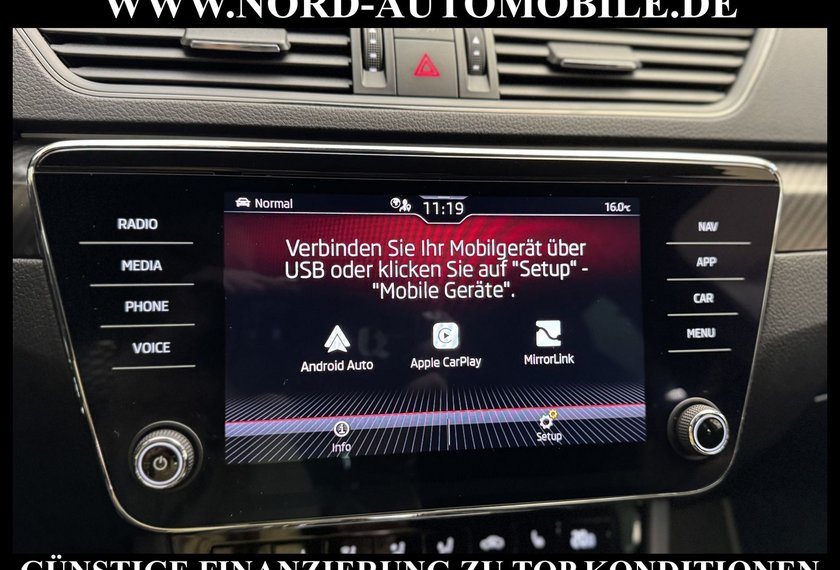 WWW.NORD-AUTOMOBILE.DE
Normal
11:19
16.0°C
RADIO
MEDIA
PHONE
VOICE
NAV
APP
CAR
MENU
Verbinden Sie Ihr Mobilgerät über
USB oder klicken Sie auf "Setup" -
"Mobile Geräte".
Android Auto
Apple CarPlay
MirrorLink
Info
Setup
GÜNSTIGE FINANZIERUNG ZU TOP KONDITIONEN